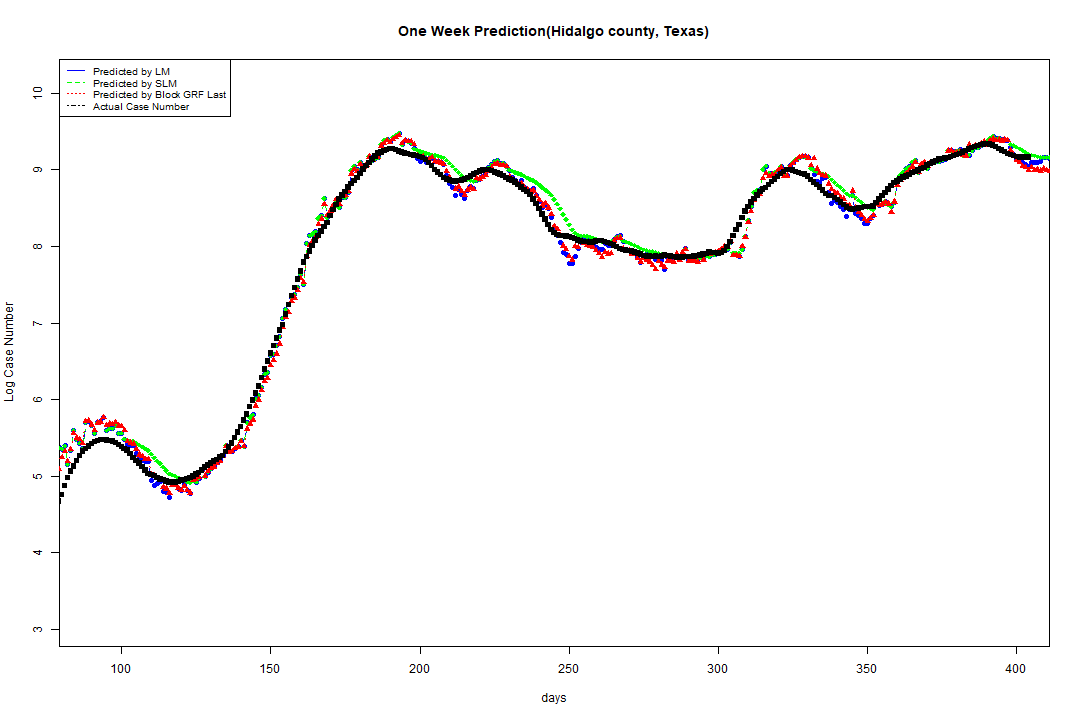 One Week Prediction(Hidalgo county, Texas)
Predicted by LM
Predicted by SLM
Predicted by Block GRF Last
Actual Case Number
10
9
8
7
6
5
4
3
Log Case Number
100 150 200 250 300 350 400
days